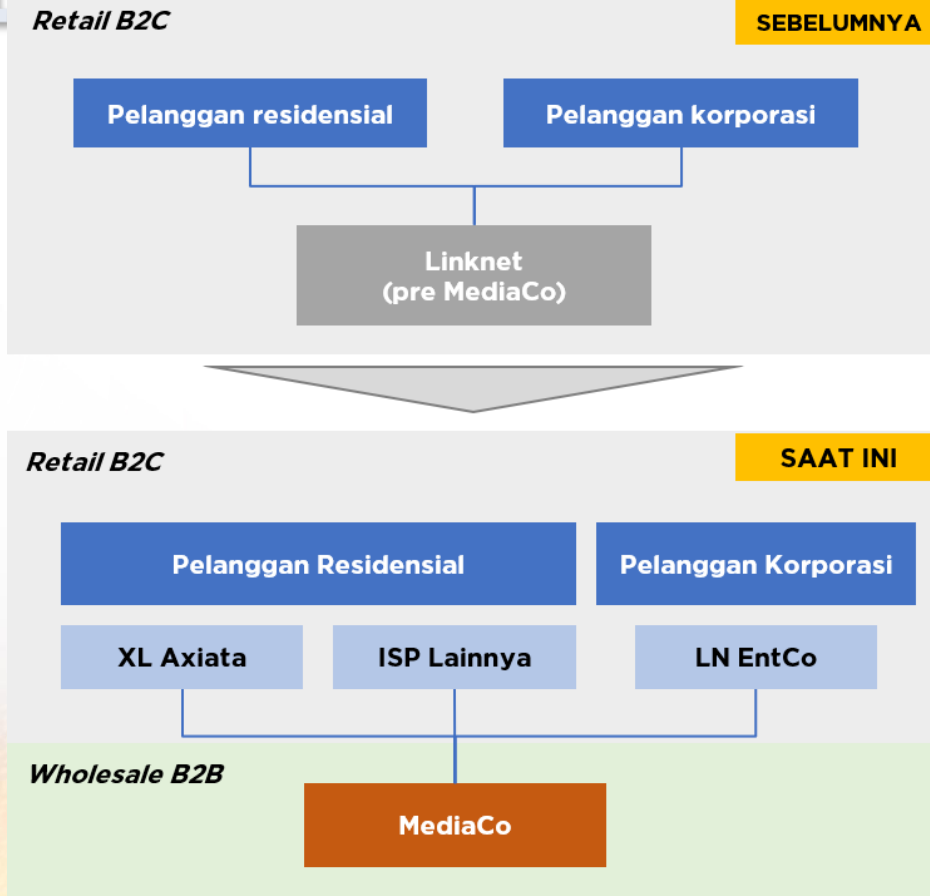 Retail B2C
SEBELUMNYA
Pelanggan residensial
Pelanggan korporasi
Linknet
(pre MediaCo)
Retail B2C
SAAT INI
Pelanggan Residensial
Pelanggan Korporasi
XL Axiata
ISP Lainnya
LN EntCo
Wholesale B2B
MediaCo